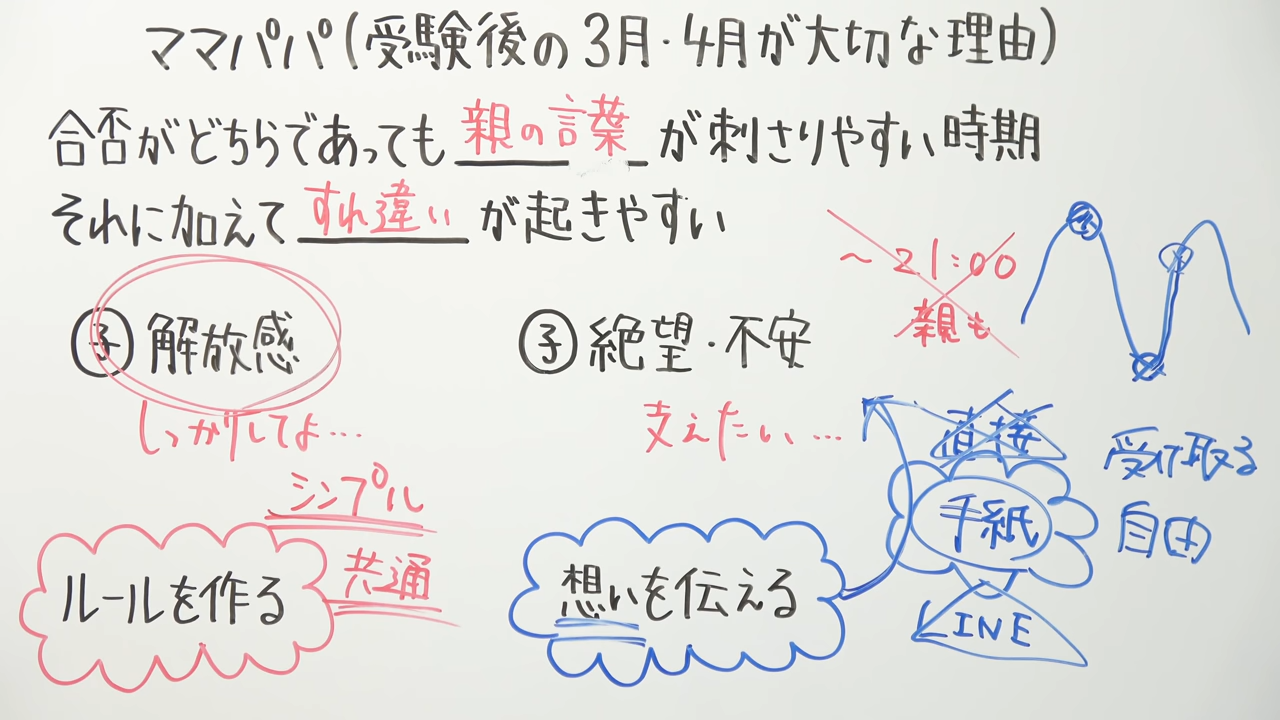 ママパパ(受験後の3月・4月が大切な理由)
合否がどちらであっても 親の言葉 が刺さりやすい時期
それに加えて すれ違い が起きやすい
〜21:00
親も
子 解放感
しっかりしてよ…
シンプル
ルールを作る
共通
子 絶望・不安
支えたい…
想いを伝える
直接
手紙
LINE
受け取る
自由